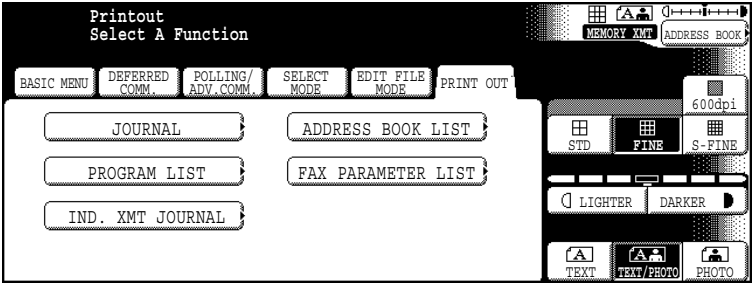 Printout
Select A Function
MEMORY XMT
ADDRESS BOOK
BASIC MENU
DEFERRED
COMM.
POLLING/
ADV.COMM.
SELECT
MODE
EDIT FILE
MODE
PRINT OUT
600dpi
JOURNAL
ADDRESS BOOK LIST
STD
FINE
S-FINE
PROGRAM LIST
FAX PARAMETER LIST
LIGHTER
DARKER
IND. XMT JOURNAL
A
A
A
TEXT
TEXT/PHOTO
PHOTO